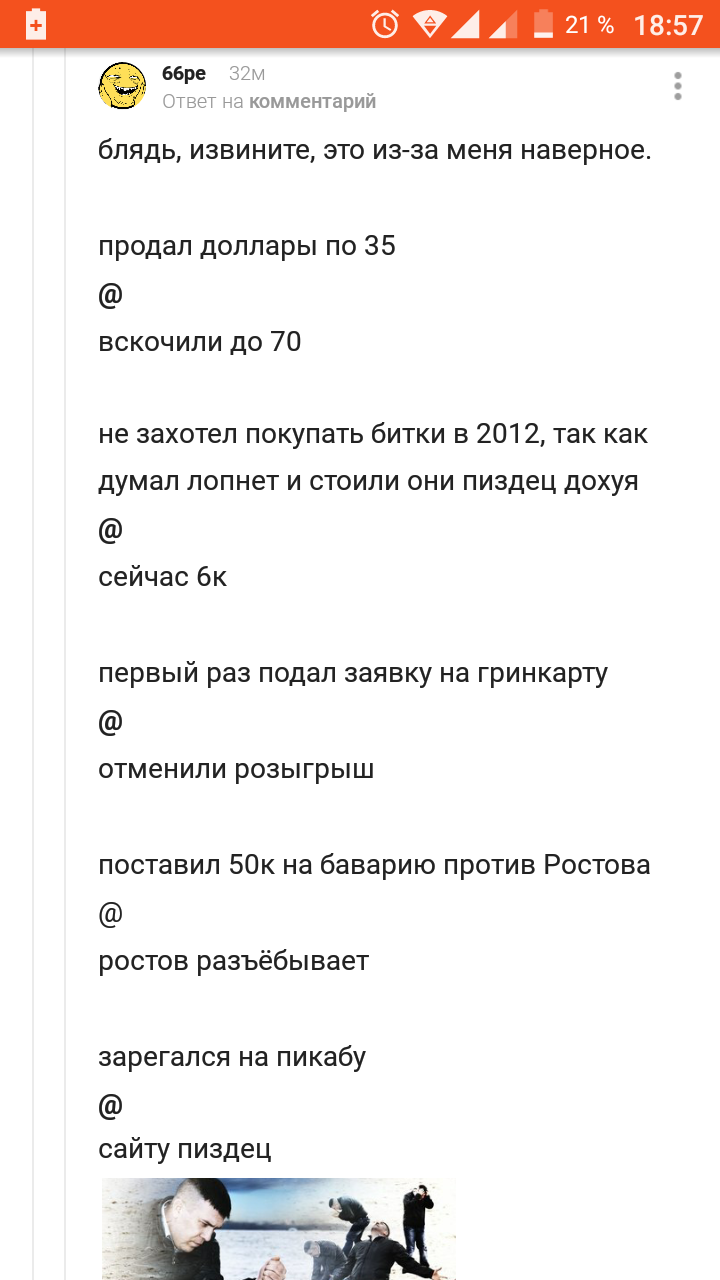 21 % 18:57
66ре 32м
Ответ на комментарий
блядь, извините, это из-за меня наверное.
продал доллары по 35
@
вскочили до 70
не захотел покупать битки в 2012, так как
думал лопнет и стоили они пиздец дохуя
@
сейчас 6к
первый раз подал заявку на гринкарту
@
отменили розыгрыш
поставил 50к на баварию против Ростова
@
ростов разъёбывает
зарегался на пикабу
@
сайту пиздец